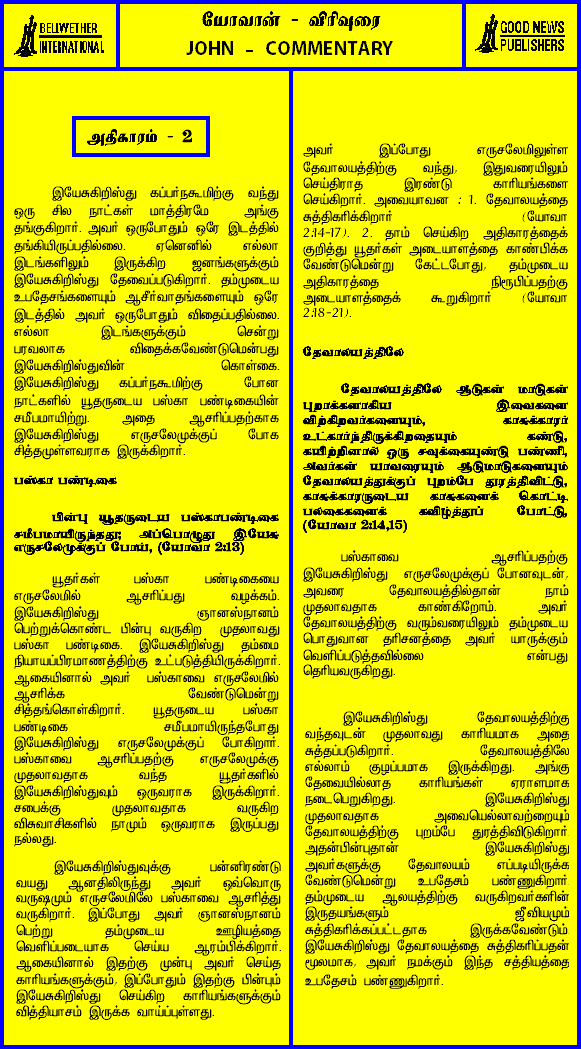 BELWETHER
INTERNATIONAL
யோவான் - விரிவுரை
JOHN - COMMENTARY
GOOD NEWS
PUBLISHERS
அதிகாரம் - 2
இயேசுகிறிஸ்து கப்பர்நகூமிற்கு வந்து
ஒரு சில நாட்கள் மாத்திரமே அங்கு
தங்குகிறார். அவர் ஒருபோதும் ஒரே இடத்தில்
தங்கியிருப்பதில்லை. ஏனெனில் எல்லா
இடங்களிலும் இருக்கிற ஜனங்களுக்கும்
இயேசுகிறிஸ்து தேவைப்படுகிறார். தம்முடைய
உபதேசங்களையும் ஆசீர்வாதங்களையும் ஒரே
இடத்தில் அவர் ஒருபோதும் விதைப்பதில்லை.
எல்லா இடங்களுக்கும் சென்று
பரவலாக விதைக்கவேண்டுமென்பது
இயேசுகிறிஸ்துவின் கொள்கை.
இயேசுகிறிஸ்து கப்பர்நகூமிற்கு போன
நாட்களில் யூதருடைய பஸ்கா பண்டிகையின்
சமீபமாயிற்று. அதை ஆசரிப்பதற்காக
இயேசுகிறிஸ்து எருசலேமுக்குப் போக
சித்தமுள்ளவராக இருக்கிறார்.
பஸ்கா பண்டிகை
பின்பு யூதருடைய பஸ்காபண்டிகை
சமீபமாயிருந்தது; அப்பொழுது இயேசு
எருசலேமுக்குப் போய், (யோவா 2:13)
யூதர்கள் பஸ்கா பண்டிகையை
எருசலேமில் ஆசரிப்பது வழக்கம்.
இயேசுகிறிஸ்து ஞானஸ்நானம்
பெற்றுக்கொண்ட பின்பு வருகிற முதலாவது
பஸ்கா பண்டிகை. இயேசுகிறிஸ்து தம்மை
நியாயப்பிரமாணத்திற்கு உட்படுத்தியிருக்கிறார்.
ஆகையினால் அவர் பஸ்காவை எருசலேமில்
ஆசரிக்க வேண்டுமென்று
சித்தங்கொள்கிறார். யூதருடைய பஸ்கா
பண்டிகை சமீபமாயிருந்தபோது
இயேசுகிறிஸ்து எருசலேமுக்குப் போகிறார்.
பஸ்காவை ஆசரிப்பதற்கு எருசலேமுக்கு
முதலாவதாக வந்த யூதர்களில்
இயேசுகிறிஸ்துவும் ஒருவராக இருக்கிறார்.
சபைக்கு முதலாவதாக வருகிற
விசுவாசிகளில் நாமும் ஒருவராக இருப்பது
நல்லது.
இயேசுகிறிஸ்துவுக்கு பன்னிரண்டு
வயது ஆனதிலிருந்து அவர் ஒவ்வொரு
வருஷமும் எருசலேமிலே பஸ்காவை ஆசரித்து
வருகிறார். இப்போது அவர் ஞானஸ்நானம்
பெற்று தம்முடைய ஊழியத்தை
வெளிப்படையாக செய்ய ஆரம்பிக்கிறார்.
ஆகையினால் இதற்கு முன்பு அவர் செய்த
காரியங்களுக்கும், இப்போதும் இதற்கு பின்பும்
இயேசுகிறிஸ்து செய்கிற காரியங்களுக்கும்
வித்தியாசம் இருக்க வாய்ப்புள்ளது.
அவர் இப்போது எருசலேமிலுள்ள
தேவாலயத்திற்கு வந்து, இதுவரையிலும்
செய்திராத இரண்டு காரியங்களை
செய்கிறார். அவையாவன : 1. தேவாலயத்தை
சுத்திகரிக்கிறார் (யோவா
2:14-17). 2. தாம் செய்கிற அதிகாரத்தைக்
குறித்து யூதர்கள் அடையாளத்தை காண்பிக்க
வேண்டுமென்று கேட்டபோது, தம்முடைய
அதிகாரத்தை நிரூபிப்பதற்கு
அடையாளத்தைக் கூறுகிறார் (யோவா
2:18-21).
தேவாலயத்திலே
தேவாலயத்திலே ஆடுகள் மாடுகள்
புறாக்களாகிய இவைகளை
விற்கிறவர்களையும், காசுக்காரர்
உட்கார்ந்திருக்கிறதையும் கண்டு,
கயிற்றினால் ஒரு சவுக்கையுண்டு பண்ணி,
அவர்கள் யாவரையும் ஆடுமாடுகளையும்
தேவாலயத்துக்குப் புறம்பே துரத்திவிட்டு,
காசுக்காரருடைய காசுகளைக் கொட்டி,
பலகைகளைக் கவிழ்த்துப் போட்டு,
(யோவா 2:14,15)
பஸ்காவை ஆசரிப்பதற்கு
இயேசுகிறிஸ்து எருசலேமுக்குப் போனவுடன்,
அவரை தேவாலயத்தில்தான் நாம்
முதலாவதாக காண்கிறோம். அவர்
தேவாலயத்திற்கு வரும்வரையிலும் தம்முடைய
பொதுவான தரிசனத்தை அவர் யாருக்கும்
வெளிப்படுத்தவில்லை என்பது
தெரியவருகிறது.
இயேசுகிறிஸ்து தேவாலயத்திற்கு
வந்தவுடன் முதலாவது காரியமாக அதை
சுத்தப்படுகிறார். தேவாலயத்திலே
எல்லாம் குழப்பமாக இருக்கிறது. அங்கு
தேவையில்லாத காரியங்கள் ஏராளமாக
நடைபெறுகிறது. இயேசுகிறிஸ்து
முதலாவதாக அவையெல்லாவற்றையும்
தேவாலயத்திற்கு புறம்பே துரத்திவிடுகிறார்.
அதன்பின்புதான் இயேசுகிறிஸ்து
அவர்களுக்கு தேவாலயம் எப்படியிருக்க
வேண்டுமென்று உபதேசம் பண்ணுகிறார்.
தம்முடைய ஆலயத்திற்கு வருகிறவர்களின்
இருதயங்களும் ஜீவியமும்
சுத்திகரிக்கப்பட்டதாக இருக்கவேண்டும்.
இயேசுகிறிஸ்து தேவாலயத்தை சுத்திகரிப்பதன்
மூலமாக, அவர் நமக்கும் இந்த சத்தியத்தை
உபதேசம் பண்ணுகிறார்.